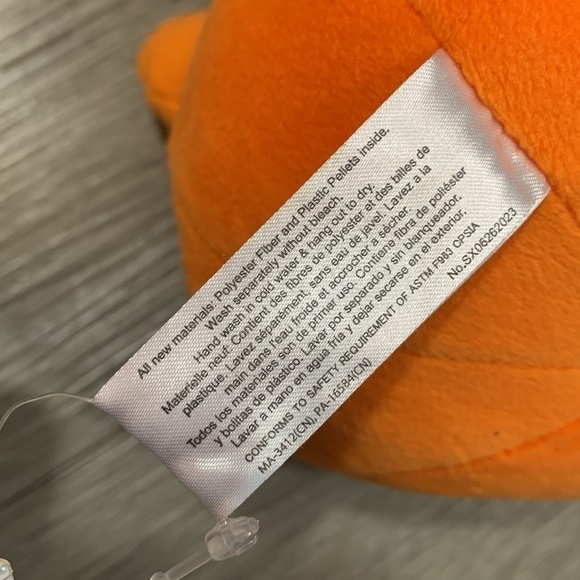 All new materials: Polyester Fiber and Plastic Pellets inside.
Wash separately without bleach.
Hand wash in cold water & hang out to dry.
Materielle neuf: Contient des fibres de polyester et des billes de
plastique. Lavez séparément, sans eau de javel. Lavez à la
main dans l'eau froide et accrocher a sécher.
Todos los materiales son de primer uso. Contiene fibra de poliéster
y bolitas de plástico. Lavar por separado y sin blanqueador.
Lavar a mano en agua fría y dejar secarse en el exterior.
CONFORMS TO SAFETY REQUIREMENT OF ASTM F963 CPSIA
MA-3412(CN), PA-16584(CN)
No.SX06262023